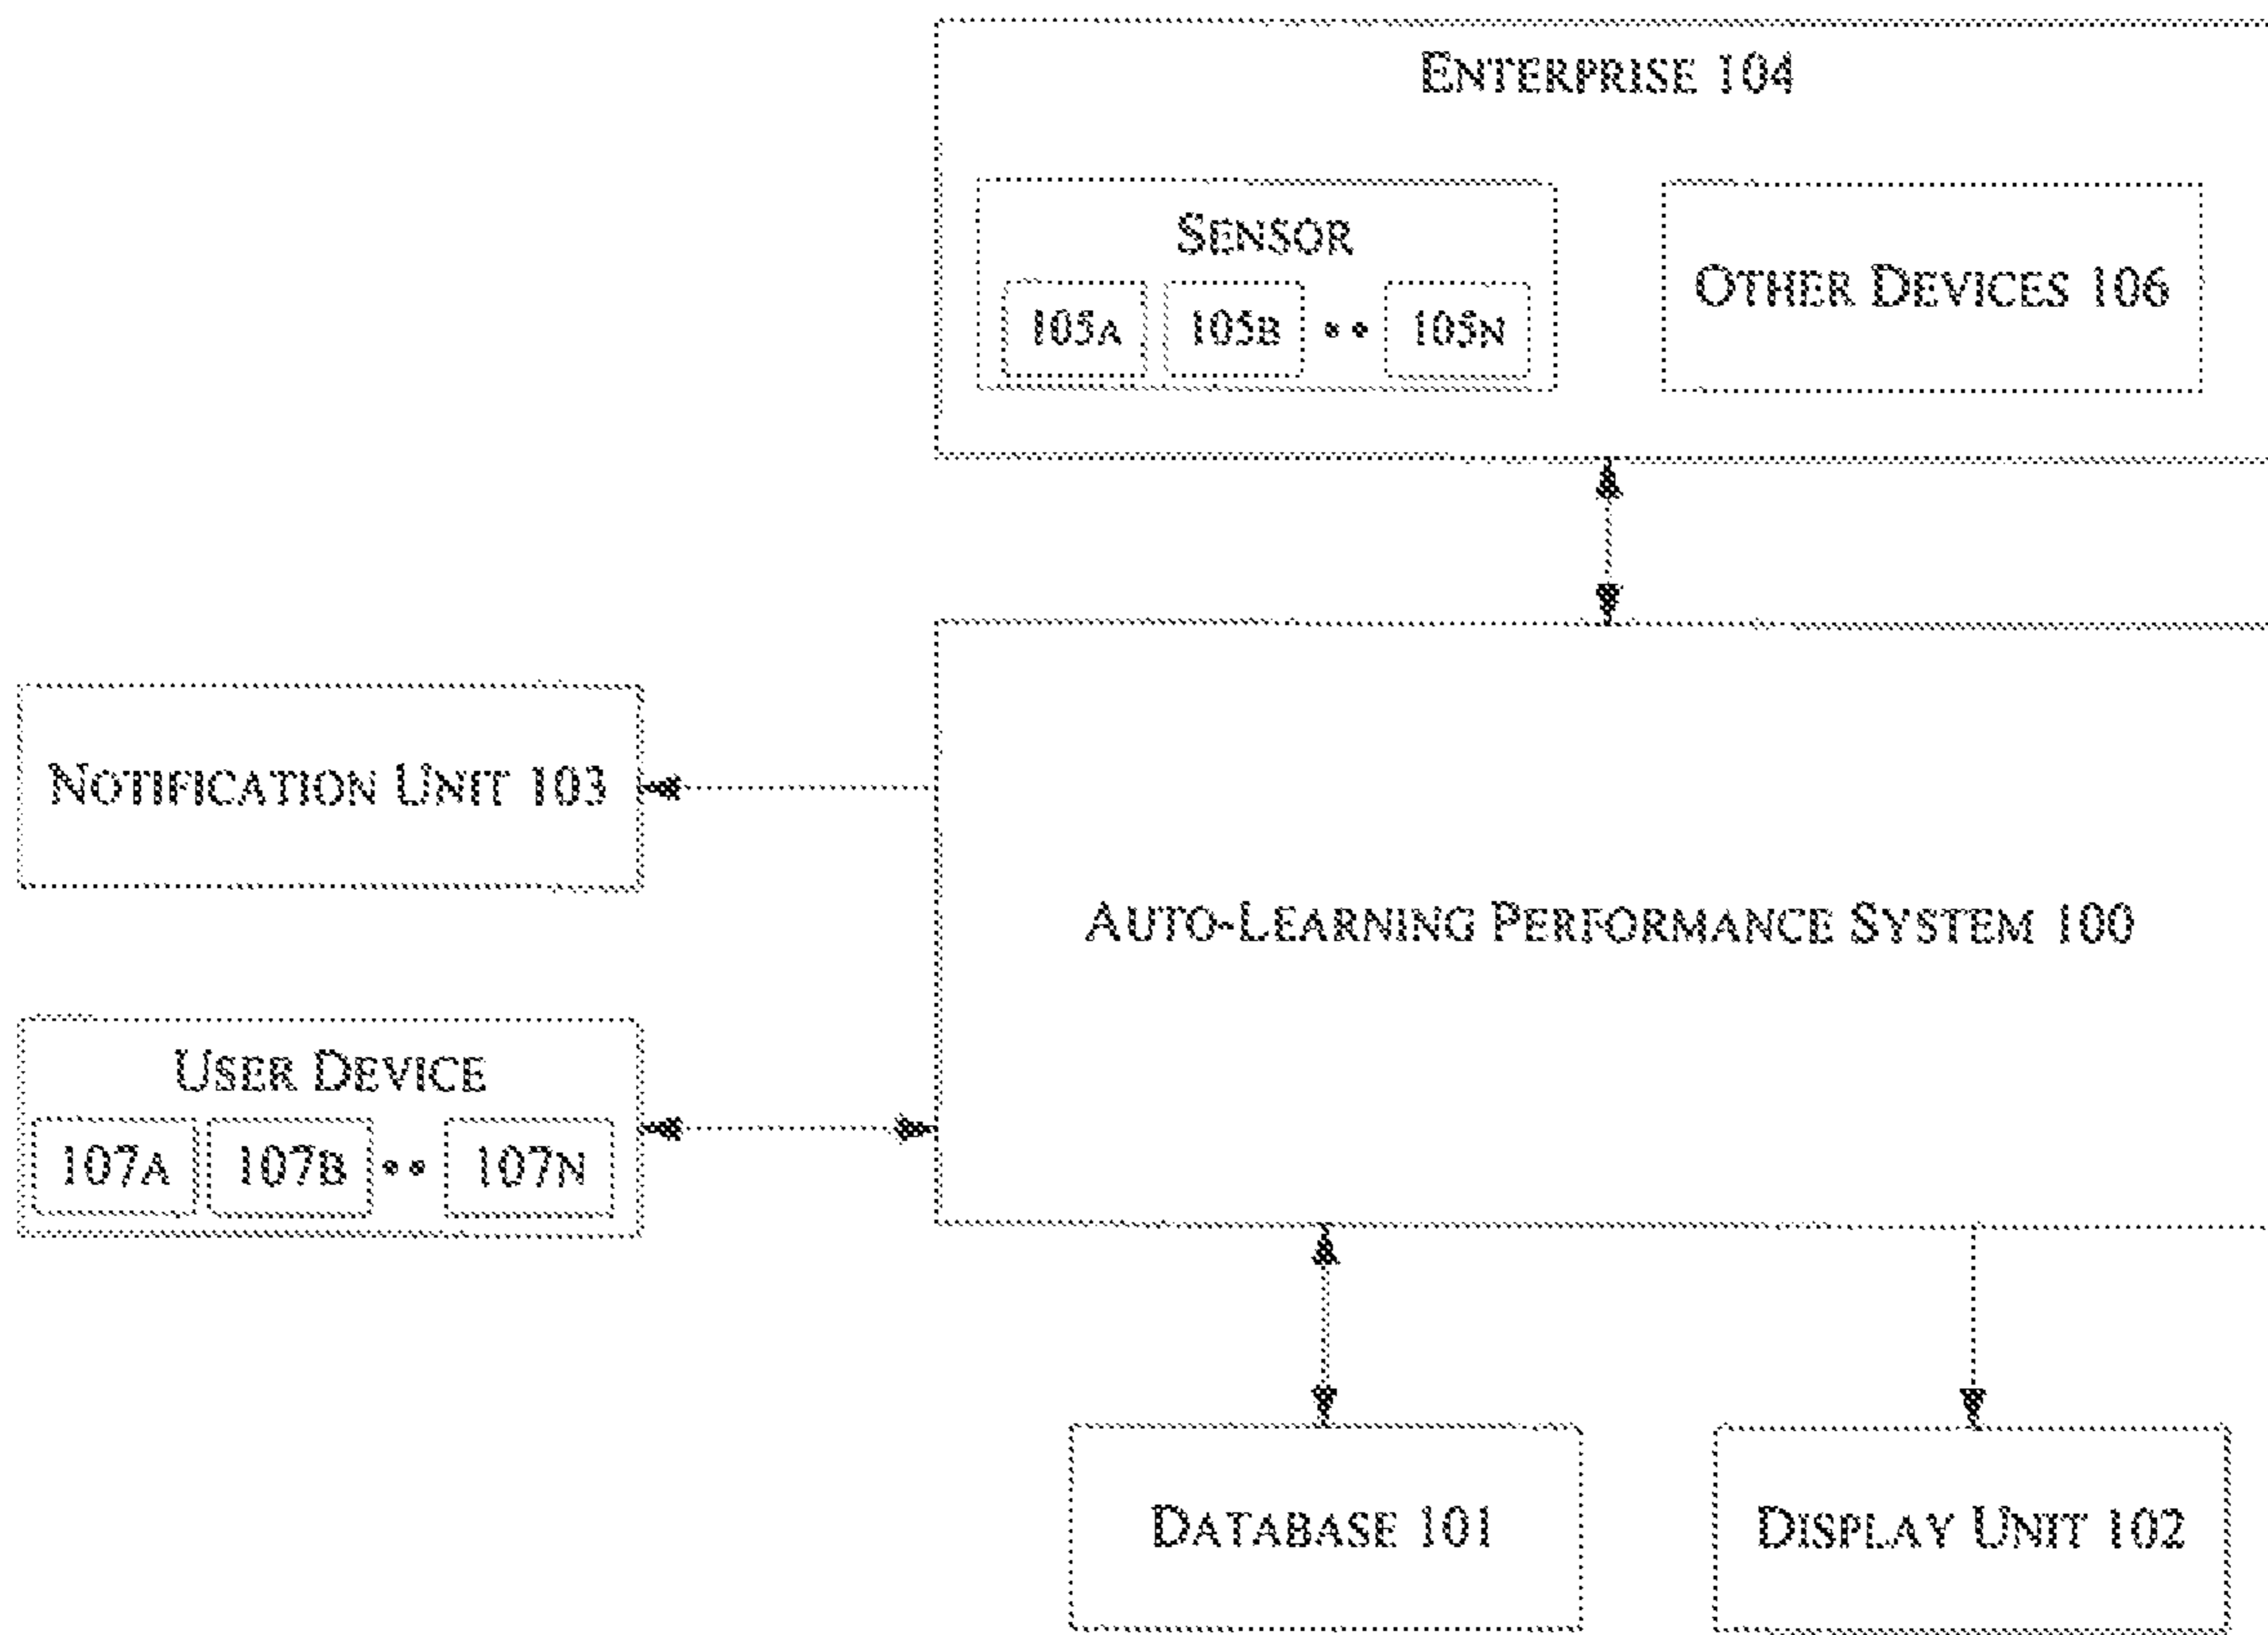 ENTERPRISE 104
SENSOR
105A 105B •• 105N
OTHER DEVICES 106
NOTIFICATION UNIT 103
AUTO-LEARNING PERFORMANCE SYSTEM 100
USER DEVICE
107A 107B •• 107N
DATABASE 101
DISPLAY UNIT 102